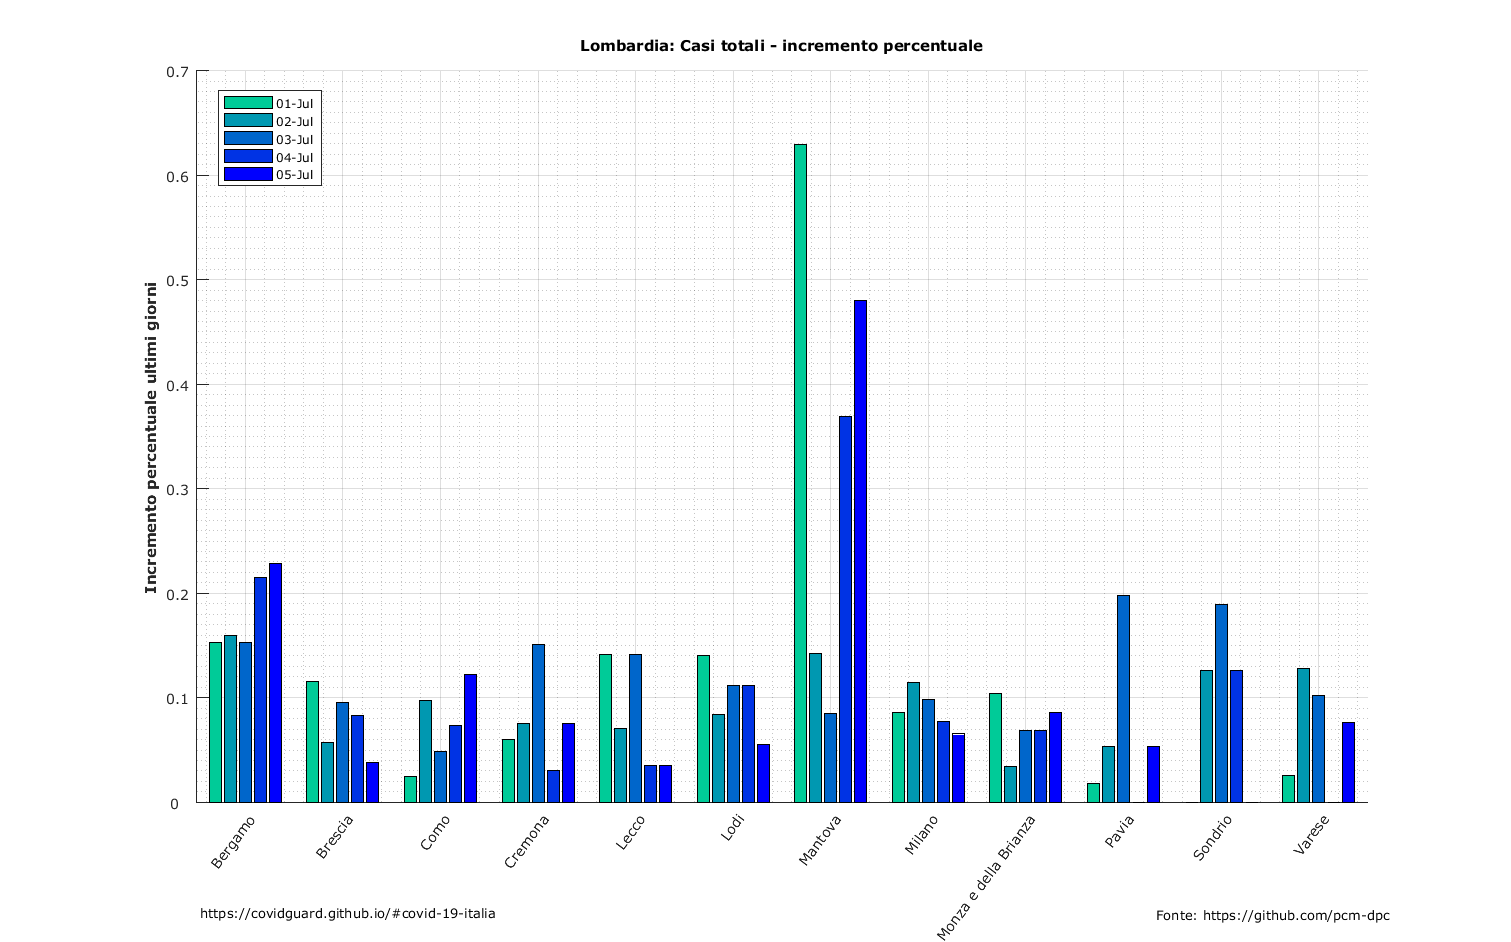 Lombardia: Casi totali - incremento percentuale
0.7
0.6
0.5
0.4
0.3
0.2
0.1
0
Incremento percentuale ultimi giorni
01-Jul
02-Jul
03-Jul
04-Jul
05-Jul
Bergamo
Brescia
Como
Cremona
Lecco
Lodi
Mantova
Milano
Monza e della Brianza
Pavia
Sondrio
Varese
https://covidguard.github.io/#covid-19-italia
Fonte: https://github.com/pcm-dpc